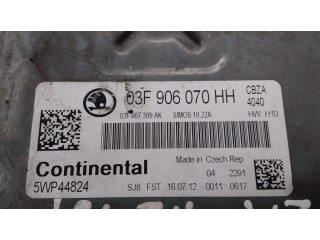 03F 906 070 HH
CBZA
4040
03F 907 309 AK SIMOS 10.22A
HW: H10
Continental
5WP44824
Made in Czech Rep
04 2291
SJ8 FST 16.07.12 0011 0617